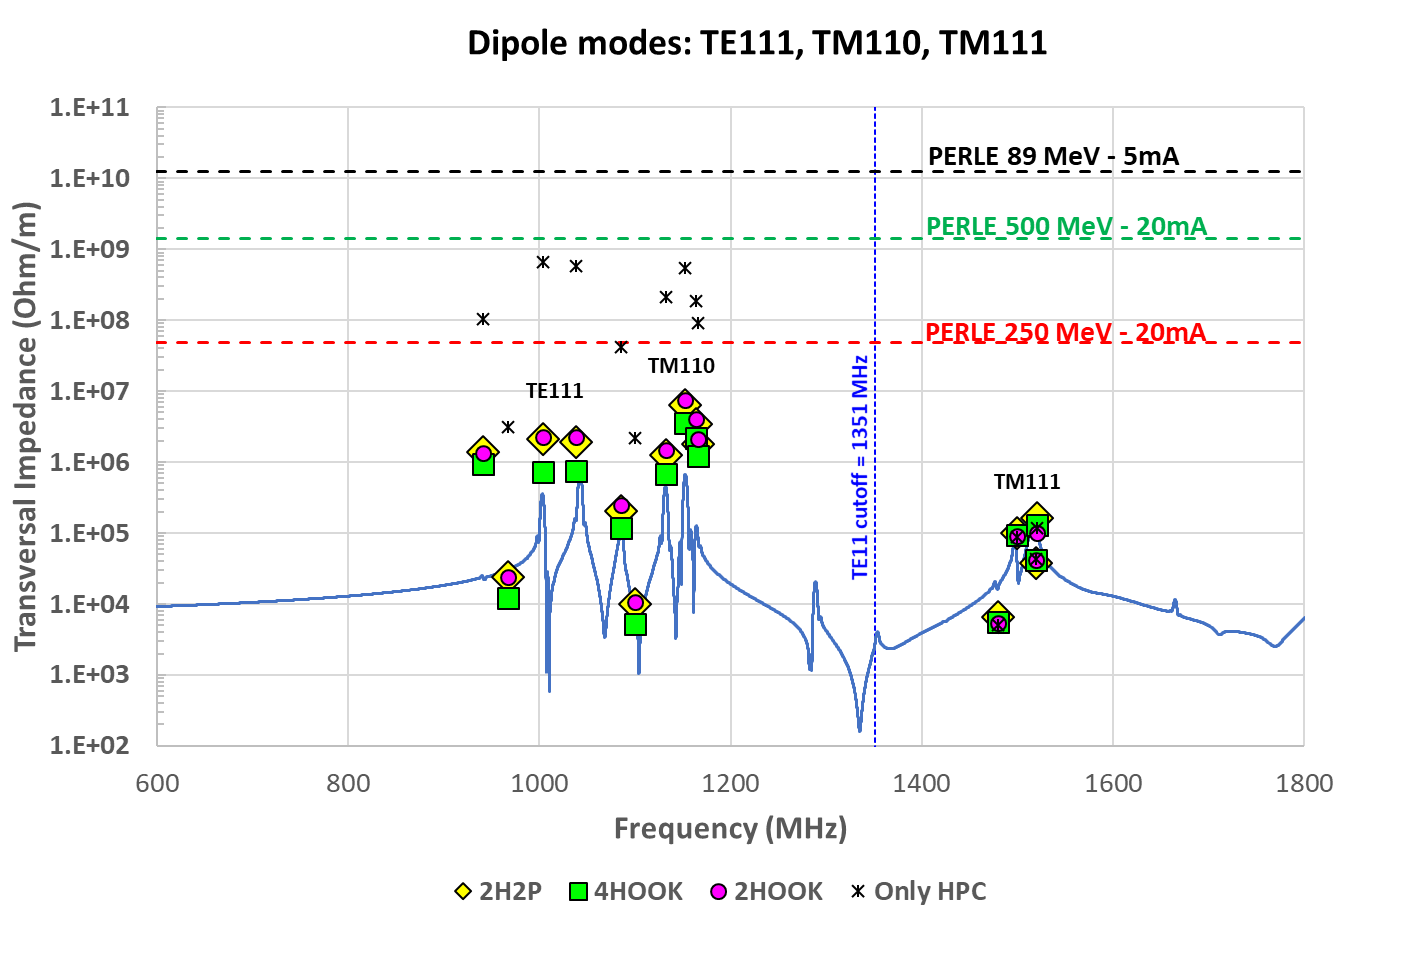 Dipole modes: TE111, TM110, TM111
1.E+11
PERLE 89 MeV - 5mA
1.E+10
PERLE 500 MeV - 20mA
1.E+09
1.E+08
PERLE 250 MeV - 20mA
TM110
1.E+07
TE111
1.E+06
TM111
1.E+05
1.E+04
1.E+03
1.E+02
Transversal Impedance (Ohm/m)
TE11 cutoff = 1351 MHz
600 800 1000 1200 1400 1600 1800
Frequency (MHz)
2H2P 4HOOK 2HOOK Only HPC